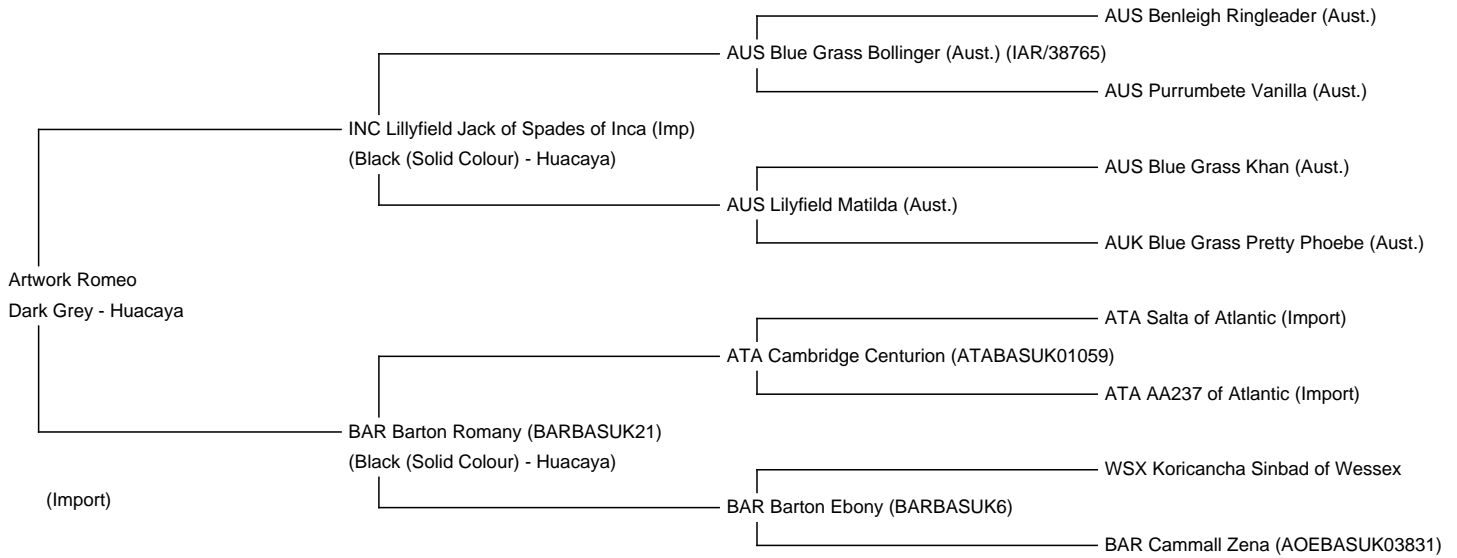 AUS Benleigh Ringleader (Aust.)
AUS Blue Grass Bollinger (Aust.) (IAR/38765)
AUS Purrumbete Vanilla (Aust.)
INC Lillyfield Jack of Spades of Inca (Imp)
(Black (Solid Colour) - Huacaya)
AUS Blue Grass Khan (Aust.)
AUS Lilyfield Matilda (Aust.)
AUK Blue Grass Pretty Phoebe (Aust.)
Artwork Romeo
Dark Grey - Huacaya
ATA Salta of Atlantic (Import)
ATA Cambridge Centurion (ATABASUK01059)
ATA AA237 of Atlantic (Import)
BAR Barton Romany (BARBASUK21)
(Black (Solid Colour) - Huacaya)
WSX Koricancha Sinbad of Wessex
(Import)
BAR Barton Ebony (BARBASUK6)
BAR Cammall Zena (AOEBASUK03831)